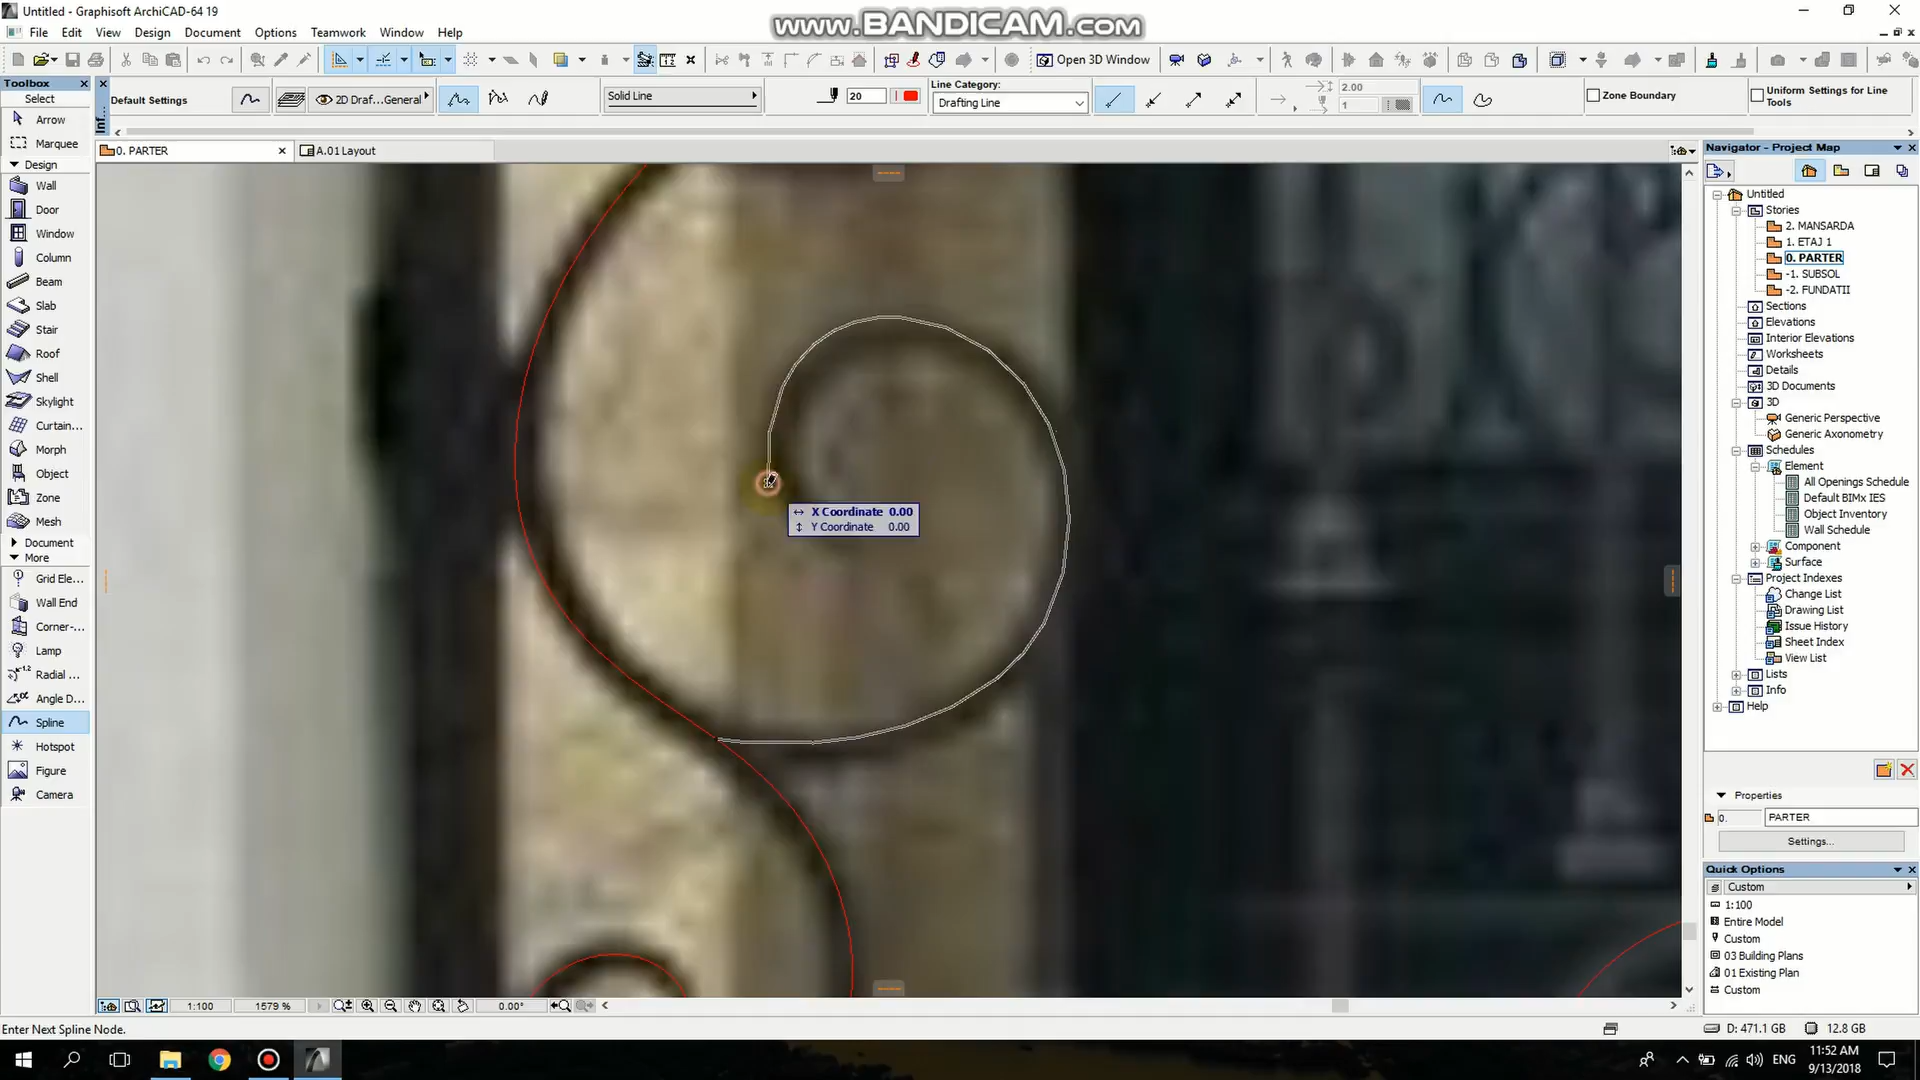 Untitled - Graphisoft ArchiCAD-64 19
www.BANDICAM.com
File Edit View Design Document Options Teamwork Window Help
Open 3D Window
Toolbox
Select
Arrow
Marquee
Design
Wall
Door
Window
Column
Beam
Slab
Stair
Roof
Shell
Skylight
Curtain...
Morph
Object
Zone
Mesh
Document
More
Grid Ele...
Wall End
Corner-...
Lamp
Radial ...
Angle D...
Spline
Hotspot
Figure
Camera
Default Settings
2D Draf...General
Solid Line
20
Line Category:
Drafting Line
2.00
1
Zone Boundary
Uniform Settings for Line Tools
0. PARTER
A.01 Layout
X Coordinate 0.00
Y Coordinate 0.00
Navigator - Project Map
Untitled
Stories
2. MANSARDA
1. ETAJ 1
0. PARTER
-1. SUBSOL
-2. FUNDATII
Sections
Elevations
Interior Elevations
Worksheets
Details
3D Documents
3D
Generic Perspective
Generic Axonometry
Schedules
Element
All Openings Schedule
Default BIMx IES
Object Inventory
Wall Schedule
Component
Surface
Project Indexes
Change List
Drawing List
Issue History
Sheet Index
View List
Lists
Info
Help
Properties
0. PARTER
Settings...
Quick Options
Custom
1:100
Entire Model
Custom
03 Building Plans
01 Existing Plan
Custom
1:100 1579 % 0.00°
Enter Next Spline Node.
D: 471.1 GB 12.8 GB
ENG
11:52 AM
9/13/2018